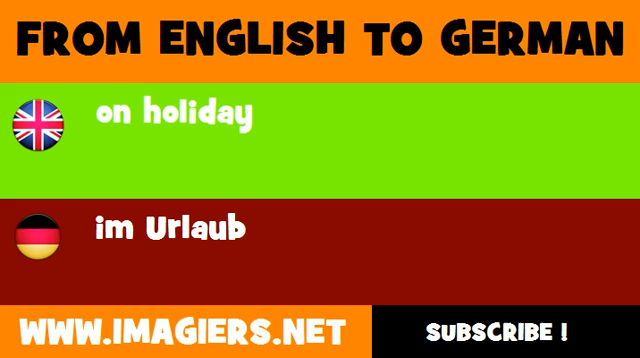 FROM ENGLISH TO GERMAN
on holiday
im Urlaub
WWW.IMAGIERS.NET
SUBSCRIBE !